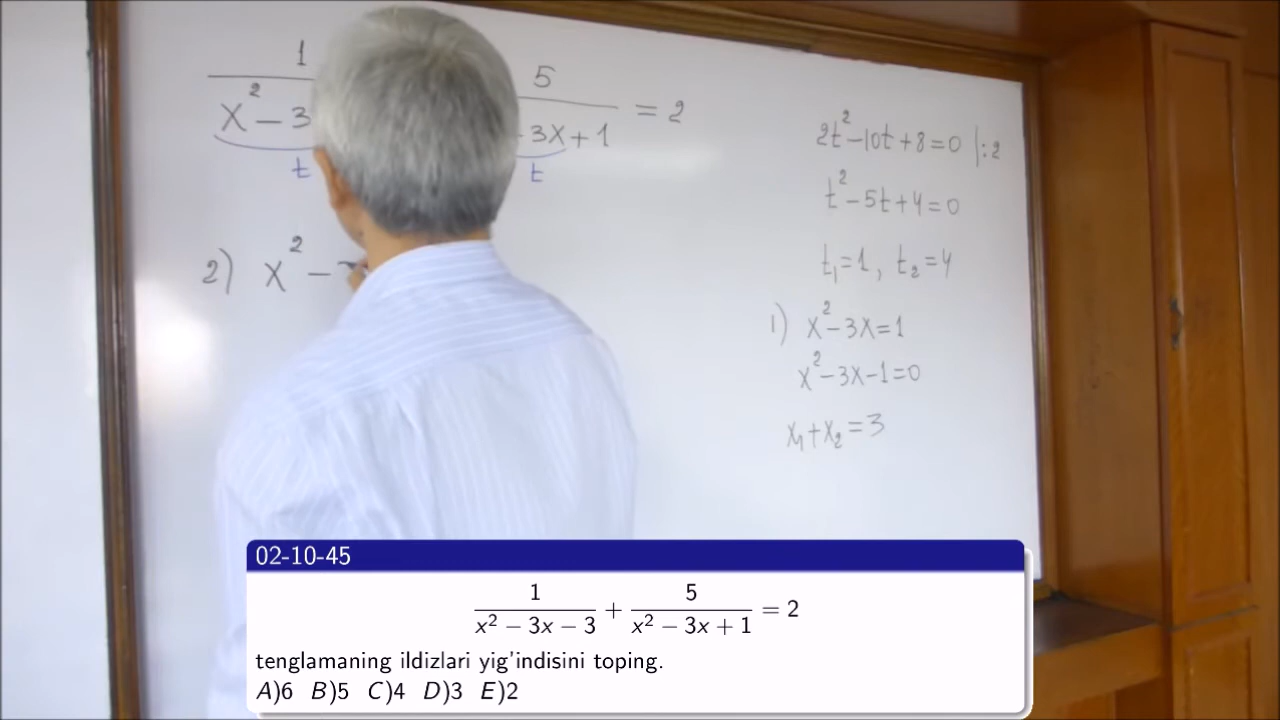 1
x² - 3
t
5
- 3x + 1
t
= 2
2) x² -
2t² - 10t + 8 = 0 |:2
t² - 5t + 4 = 0
t₁ = 1, t₂ = 4
1) x² - 3x = 1
x² - 3x - 1 = 0
x₁ + x₂ = 3
02-10-45
1/(x² − 3x − 3) + 5/(x² − 3x + 1) = 2
tenglamaning ildizlari yig'indisini toping.
A)6 B)5 C)4 D)3 E)2